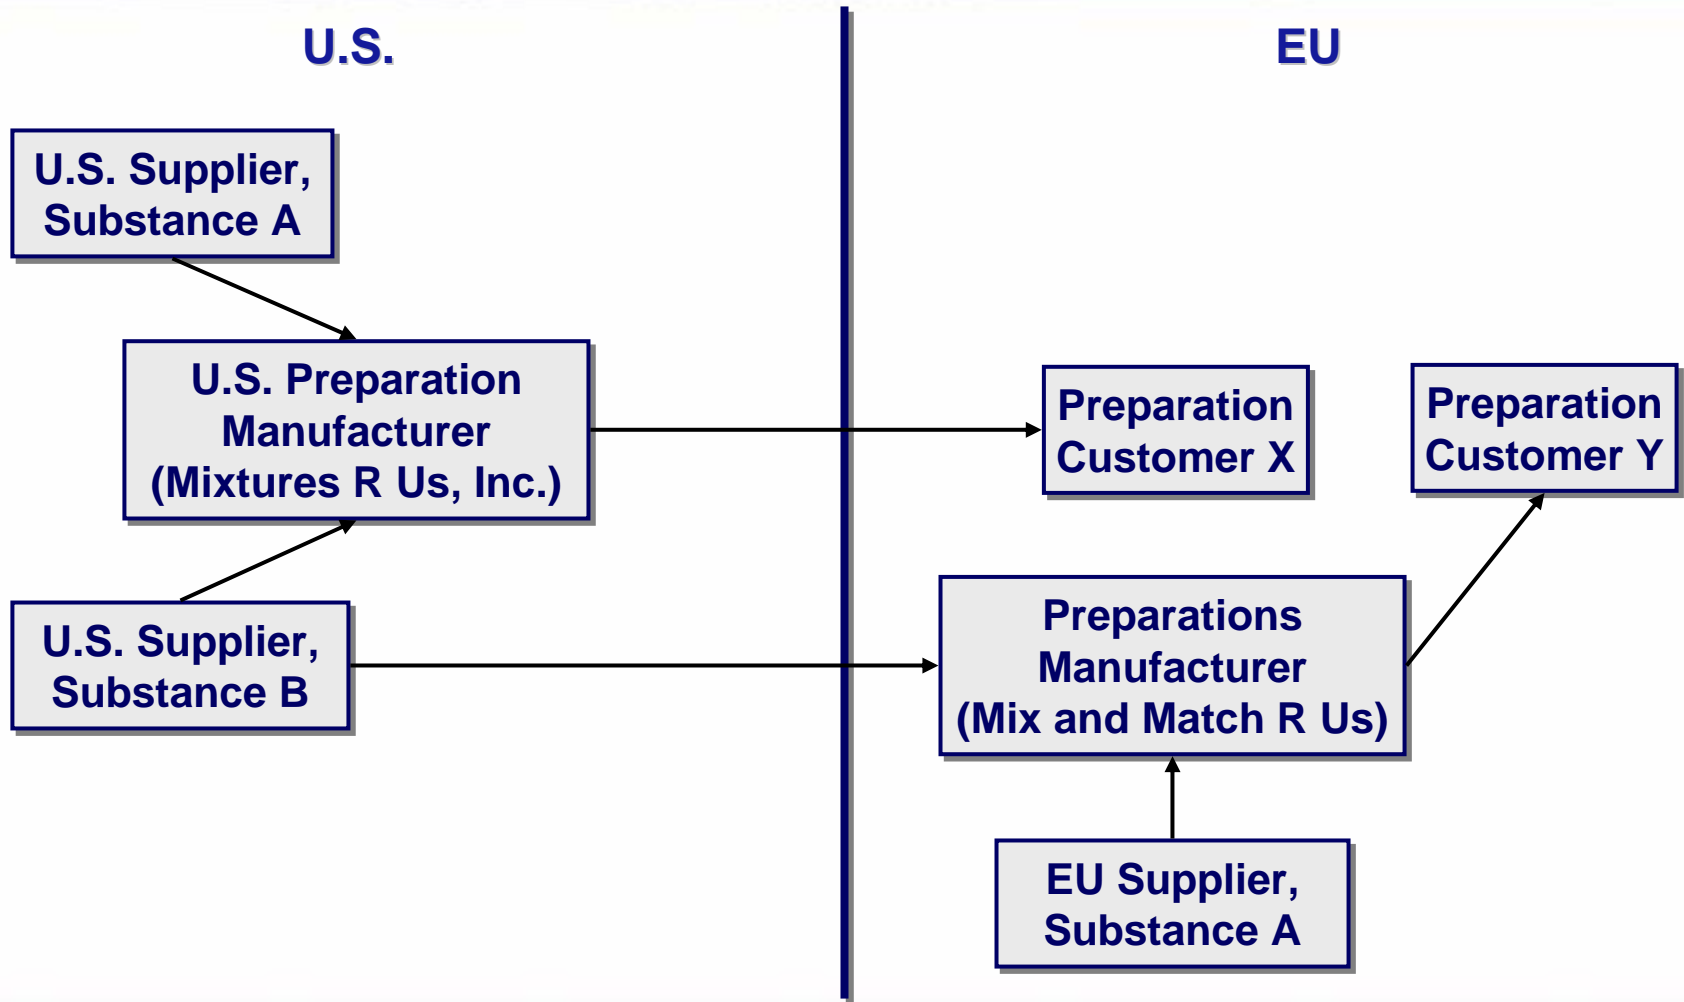 U.S.
EU
U.S. Supplier,
Substance A
U.S. Preparation
Manufacturer
(Mixtures R Us, Inc.)
Preparation
Customer X
Preparation
Customer Y
U.S. Supplier,
Substance B
Preparations
Manufacturer
(Mix and Match R Us)
EU Supplier,
Substance A